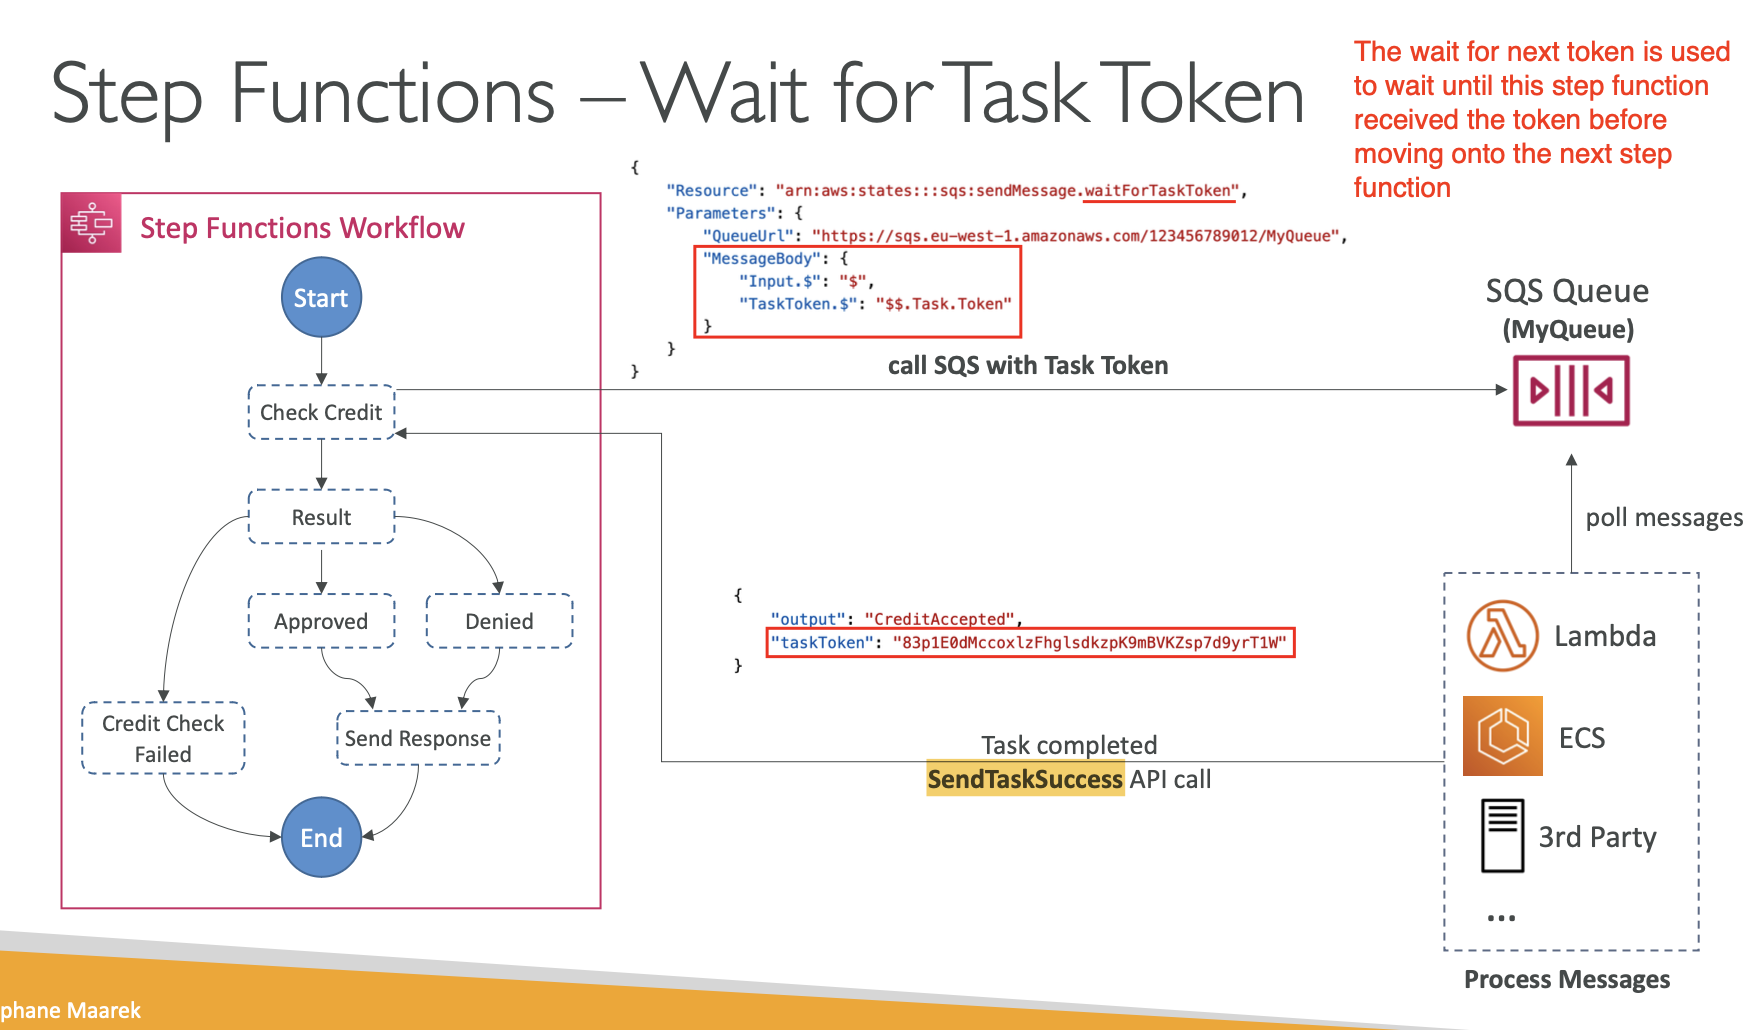 Step Functions – Wait for Task Token
The wait for next token is used
to wait until this step function
received the token before
moving onto the next step
function
{
"Resource": "arn:aws:states:::sqs:sendMessage.waitForTaskToken",
"Parameters": {
"QueueUrl": "https://sqs.eu-west-1.amazonaws.com/123456789012/MyQueue",
"MessageBody": {
"Input.$": "$",
"TaskToken.$": "$$.Task.Token"
}
}
}
Step Functions Workflow
Start
Check Credit
Result
Approved
Denied
Credit Check
Failed
Send Response
End
call SQS with Task Token
SQS Queue
(MyQueue)
poll messages
{
"output": "CreditAccepted",
"taskToken": "83p1E0dMccoxlzFhglsdkzpK9mBVKZsp7d9yrT1W"
}
Task completed
SendTaskSuccess API call
Lambda
ECS
3rd Party
...
Process Messages
phane Maarek